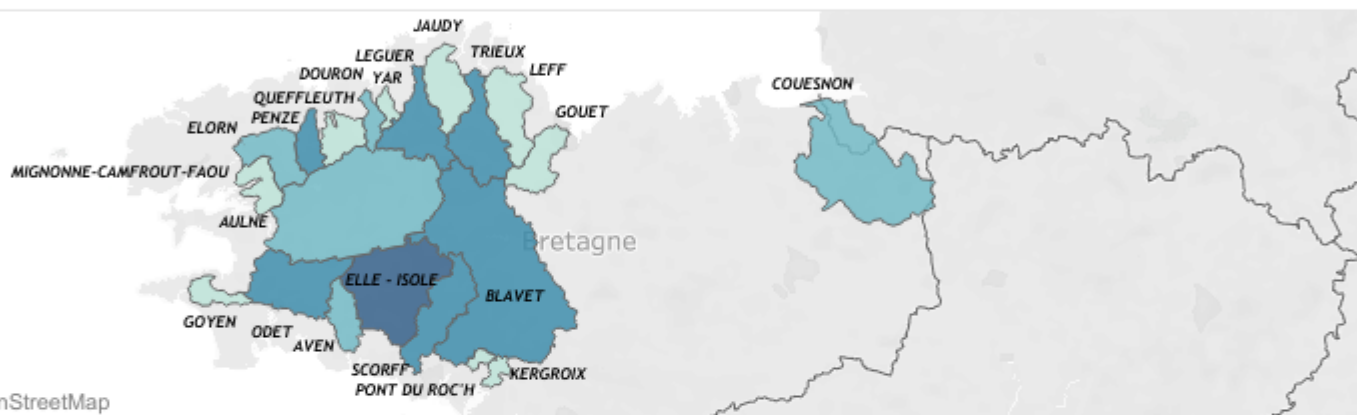 JAUDY
LEGUER
TRIEUX
DOURON
YAR
LEFF
QUEFFLEUTH
PENZE
COUESNON
GOUET
ELORN
MIGNONNE-CAMFROUT-FAOU
AULNE
Bretagne
ELLE - ISOLE
BLAVET
GOYEN
ODET
AVEN
SCORFF
PONT DU ROC'H
KERGROIX
nStreetMap